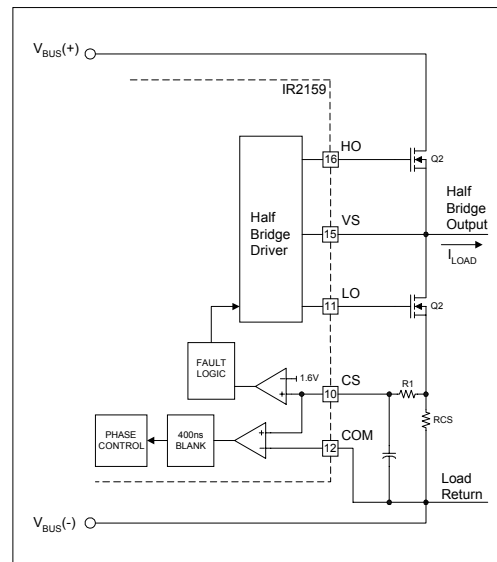 V_BUS(+)
IR2159
HO
16
Q2
Half
Bridge
Output
Half
Bridge
Driver
VS
15
I_LOAD
LO
11
Q2
FAULT
LOGIC
1.6V
CS
10
R1
RCS
PHASE
CONTROL
400ns
BLANK
COM
12
Load
Return
V_BUS(-)